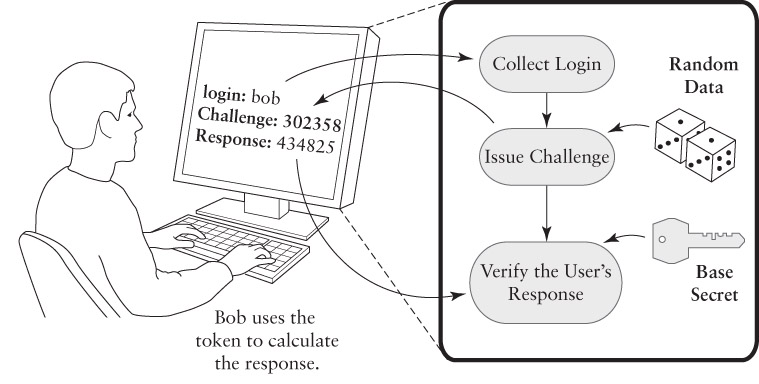 login: bob
Challenge: 302358
Response: 434825
Bob uses the
token to calculate
the response.
Collect Login
Random
Data
Issue Challenge
Verify the User's
Response
Base
Secret